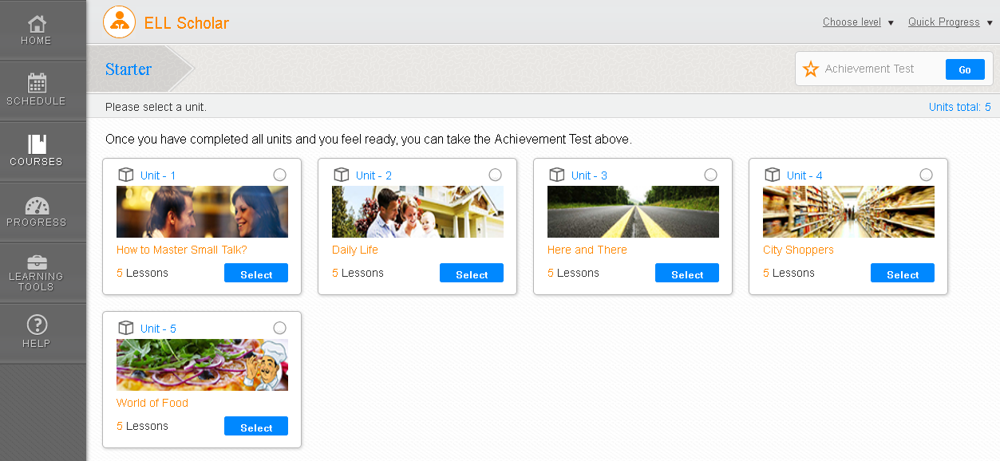 HOME
SCHEDULE
COURSES
PROGRESS
LEARNING
TOOLS
HELP
ELL Scholar
Choose level ▼ Quick Progress ▼
Starter
Achievement Test Go
Please select a unit. Units total: 5
Once you have completed all units and you feel ready, you can take the Achievement Test above.
Unit - 1
How to Master Small Talk?
5 Lessons Select
Unit - 2
Daily Life
5 Lessons Select
Unit - 3
Here and There
5 Lessons Select
Unit - 4
City Shoppers
5 Lessons Select
Unit - 5
World of Food
5 Lessons Select